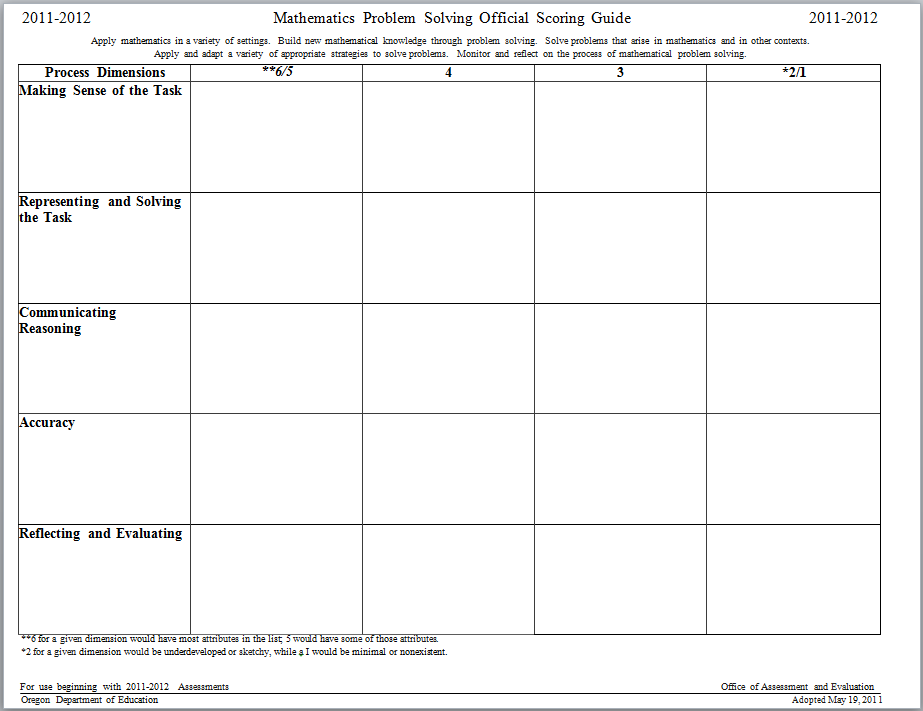 2011-2012 Mathematics Problem Solving Official Scoring Guide 2011-2012
Apply mathematics in a variety of settings. Build new mathematical knowledge through problem solving. Solve problems that arise in mathematics and in other contexts.
Apply and adapt a variety of appropriate strategies to solve problems. Monitor and reflect on the process of mathematical problem solving.
Process Dimensions **6/5 4 3 *2/1
Making Sense of the Task
Representing and Solving
the Task
Communicating
Reasoning
Accuracy
Reflecting and Evaluating
**6 for a given dimension would have most attributes in the list; 5 would have some of those attributes.
*2 for a given dimension would be underdeveloped or sketchy, while a I would be minimal or nonexistent.
For use beginning with 2011-2012 Assessments Office of Assessment and Evaluation
Oregon Department of Education Adopted May 19, 2011